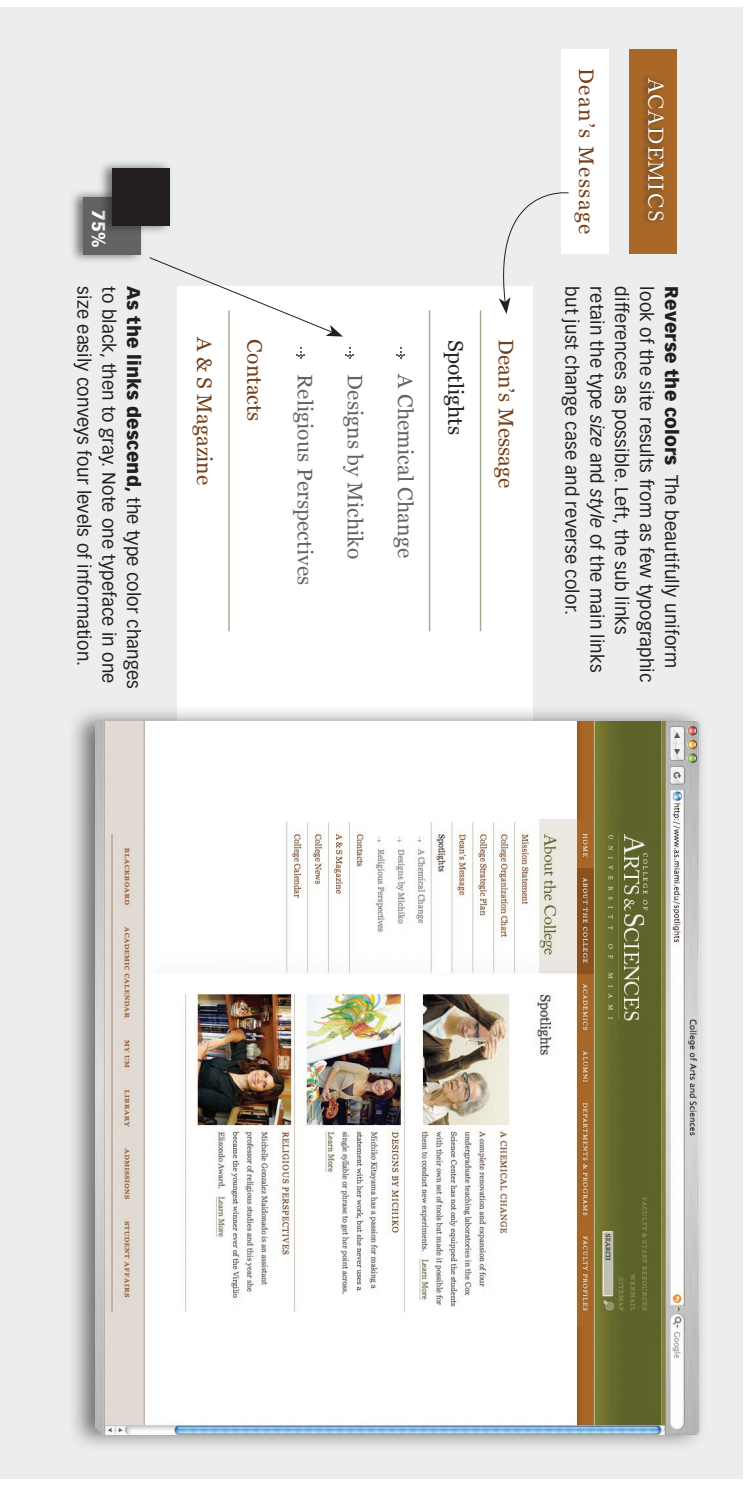 ACADEMICS
Dean's Message
Reverse the colors The beautifully uniform
look of the site results from as few typographic
differences as possible. Left, the sub links
retain the type size and style of the main links
but just change case and reverse color.
Dean's Message
Spotlights
A Chemical Change
Designs by Michiko
Religious Perspectives
Contacts
A & S Magazine
75%
As the links descend, the type color changes
to black, then to gray. Note one typeface in one
size easily conveys four levels of information.
College of Arts and Sciences
http://www.as.miami.edu/spotlights
Google
COLLEGE OF
ARTS & SCIENCES
UNIVERSITY OF MIAMI
FACULTY & STAFF RESOURCES
WEBMAIL
SITEMAP
SEARCH
HOME ABOUT THE COLLEGE ACADEMICS ALUMNI DEPARTMENTS & PROGRAMS FACULTY PROFILES
About the College
Mission Statement
College Organization Chart
College Strategic Plan
Dean's Message
Spotlights
A Chemical Change
Designs by Michiko
Religious Perspectives
Contacts
A & S Magazine
College News
College Calendar
Spotlights
A CHEMICAL CHANGE
A complete renovation and expansion of four
undergraduate teaching laboratories in the Cox
Science Center has not only equipped the students
with their own set of tools but made it possible for
them to conduct new experiments. Learn More
DESIGNS BY MICHIKO
Michiko Kitayama has a passion for making a
statement with her work, but she never uses a
single syllable or phrase to get her point across.
Learn More
RELIGIOUS PERSPECTIVES
Michelle Gonzalez Maldonado is an assistant
professor of religious studies and this year she
became the youngest winner ever of the Virgilio
Elizondo Award. Learn More
BLACKBOARD ACADEMIC CALENDAR MY UM LIBRARY ADMISSIONS STUDENT AFFAIRS